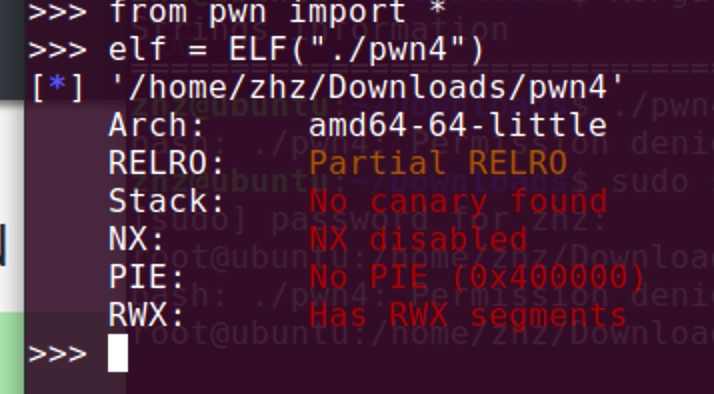 >>> from pwn import *
>>> elf = ELF("./pwn4")
[*] '/home/zhz/Downloads/pwn4'
Arch: amd64-64-little
RELRO: Partial RELRO
Stack: No canary found
NX: NX disabled
PIE: No PIE (0x400000)
RWX: Has RWX segments
>>>